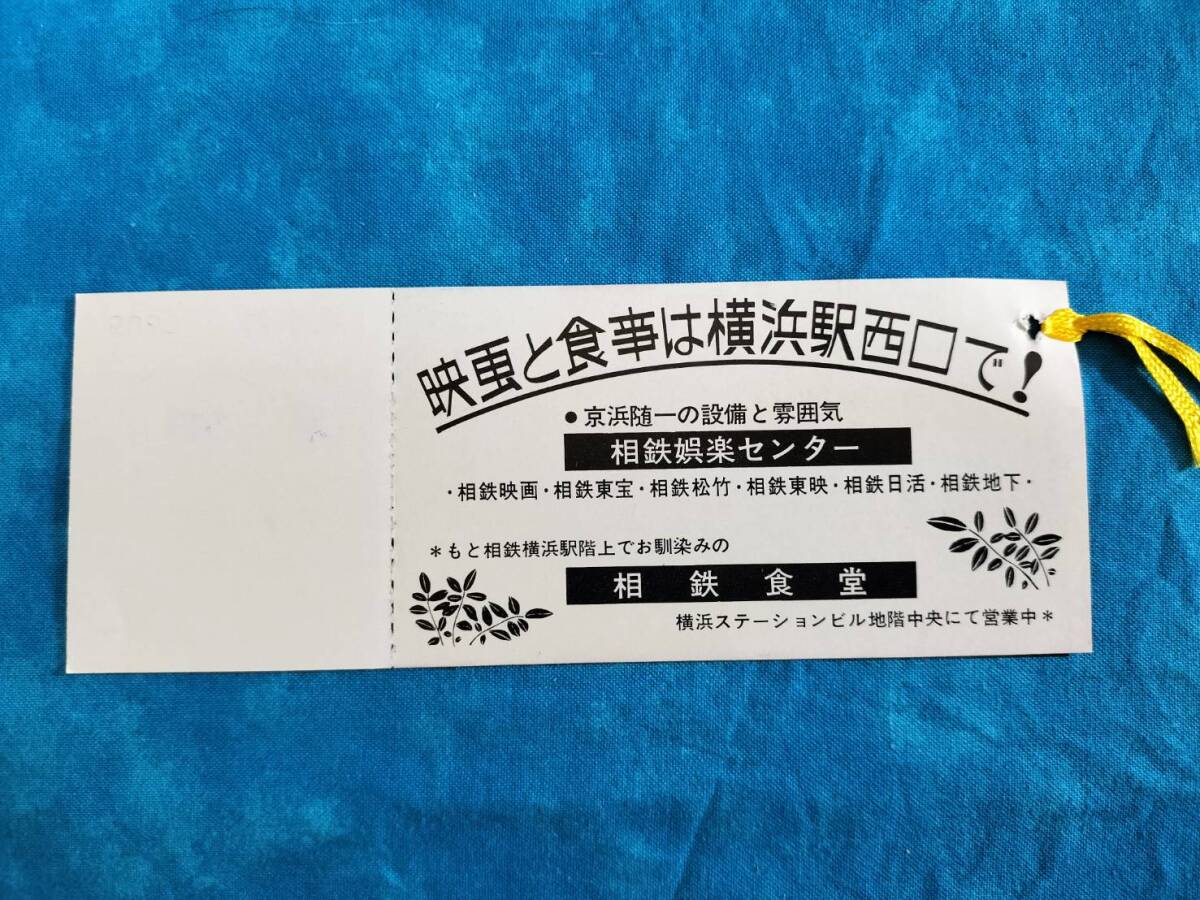 映画と食事は横浜駅西口で!
●京浜随一の設備と雰囲気
相鉄娯楽センター
・相鉄映画・相鉄東宝・相鉄松竹・相鉄東映・相鉄日活・相鉄地下・
＊もと相鉄横浜駅階上でお馴染みの
相鉄食堂
横浜ステーションビル地階中央にて営業中＊